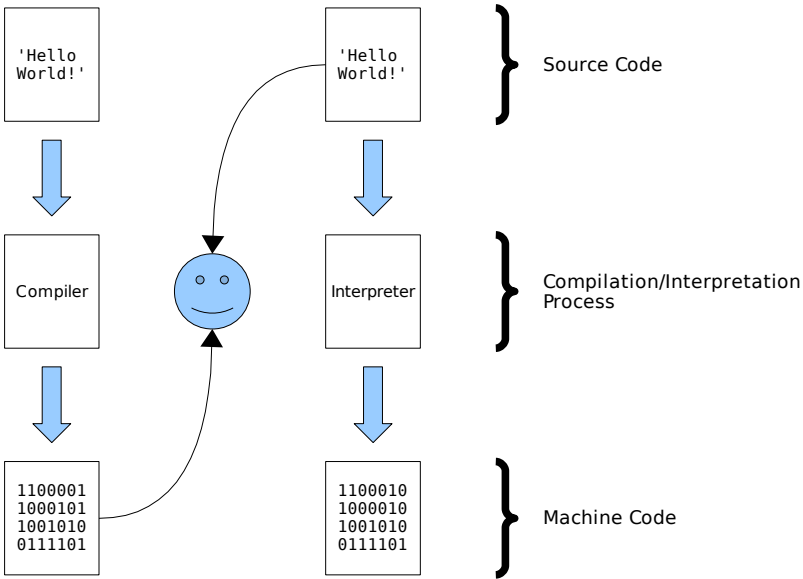 'Hello
World!'
'Hello
World!'
Source Code
Compiler
Interpreter
Compilation/Interpretation
Process
1100001
1000101
1001010
0111101
1100010
1000010
1001010
0111101
Machine Code